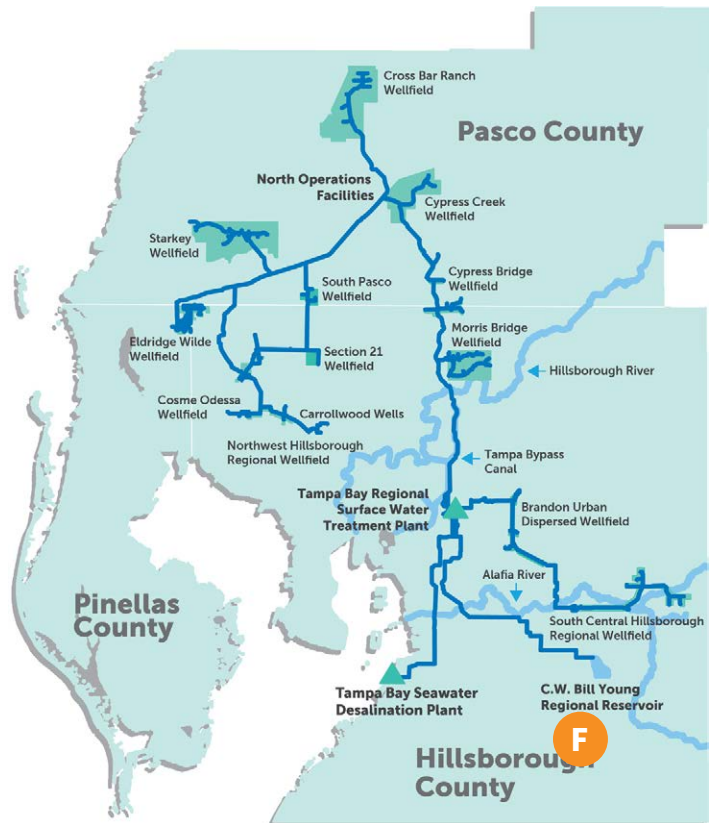 Cross Bar Ranch
Wellfield
Pasco County
North Operations
Facilities
Cypress Creek
Wellfield
Starkey
Wellfield
South Pasco
Wellfield
Cypress Bridge
Wellfield
Eldridge Wilde
Wellfield
Section 21
Wellfield
Morris Bridge
Wellfield
Hillsborough River
Cosme Odessa
Wellfield
Carrollwood Wells
Northwest Hillsborough
Regional Wellfield
Tampa Bypass
Canal
Tampa Bay Regional
Surface Water
Treatment Plant
Brandon Urban
Dispersed Wellfield
Alafia River
Pinellas
County
South Central Hillsborough
Regional Wellfield
Tampa Bay Seawater
Desalination Plant
C.W. Bill Young
Regional Reservoir
F
Hillsborough
County